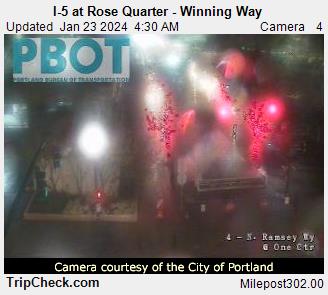 I-5 at Rose Quarter - Winning Way
Updated Jan 23 2024 4:30 AM Camera 4
PBOT
PORTLAND BUREAU OF TRANSPORTATION
4 - N. Ramsey Wy
@ One Ctr
Camera courtesy of the City of Portland
TripCheck.com Milepost302.00